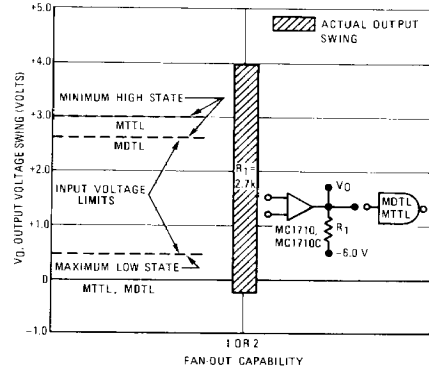 +5.0
+4.0
+3.0
+2.0
+1.0
0
-1.0
VO, OUTPUT VOLTAGE SWING (VOLTS)
ACTUAL OUTPUT
SWING
MINIMUM HIGH STATE
MTTL
MDTL
INPUT VOLTAGE
LIMITS
MAXIMUM LOW STATE
MTTL, MDTL
R1=
2.7k
MC1710,
MC1710C
VO
R1
-6.0 V
MDTL
MTTL
1 OR 2
FAN-OUT CAPABILITY